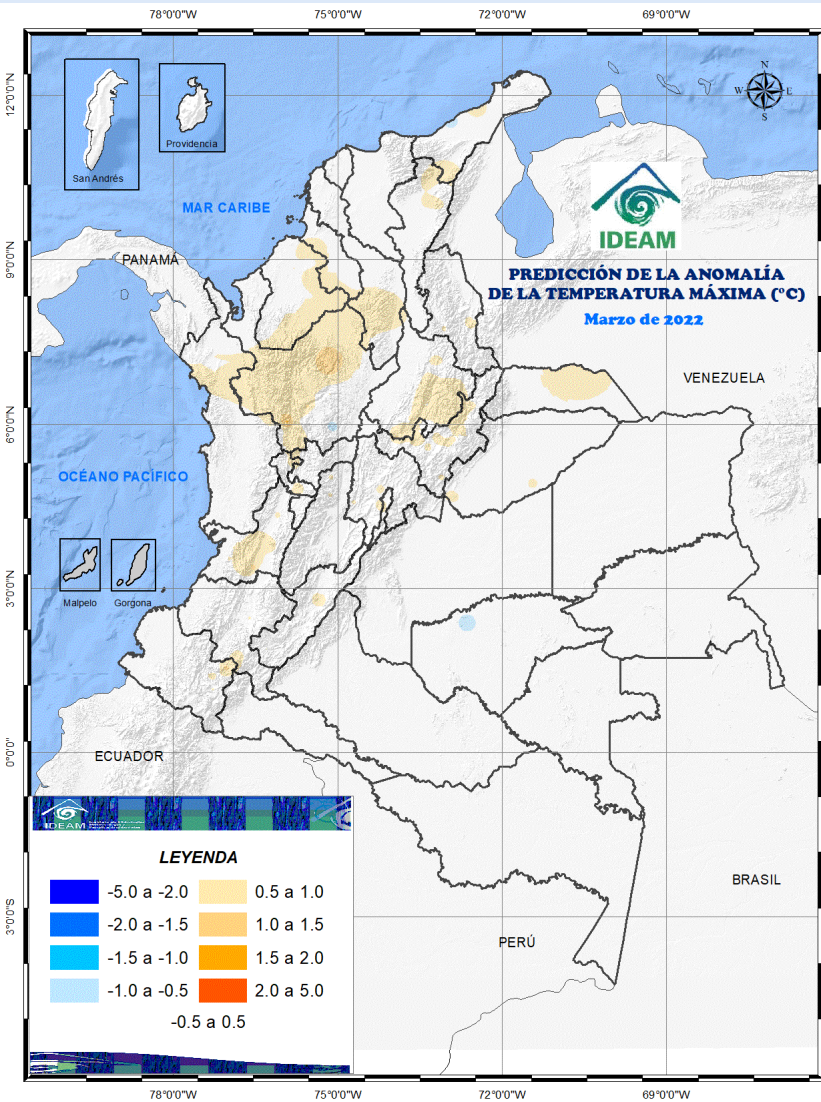 78°0'0"W 75°0'0"W 72°0'0"W 69°0'0"W
12°0'0"N
9°0'0"N
6°0'0"N
3°0'0"N
0°0'0"
3°0'0"S
N
W E
S
San Andrés
Providencia
MAR CARIBE
IDEAM
PANAMÁ
PREDICCIÓN DE LA ANOMALÍA
DE LA TEMPERATURA MÁXIMA (°C)
Marzo de 2022
VENEZUELA
OCÉANO PACÍFICO
Malpelo Gorgona
ECUADOR
BRASIL
PERÚ
IDEAM
LEYENDA
-5.0 a -2.0 0.5 a 1.0
-2.0 a -1.5 1.0 a 1.5
-1.5 a -1.0 1.5 a 2.0
-1.0 a -0.5 2.0 a 5.0
-0.5 a 0.5
78°0'0"W 75°0'0"W 72°0'0"W 69°0'0"W